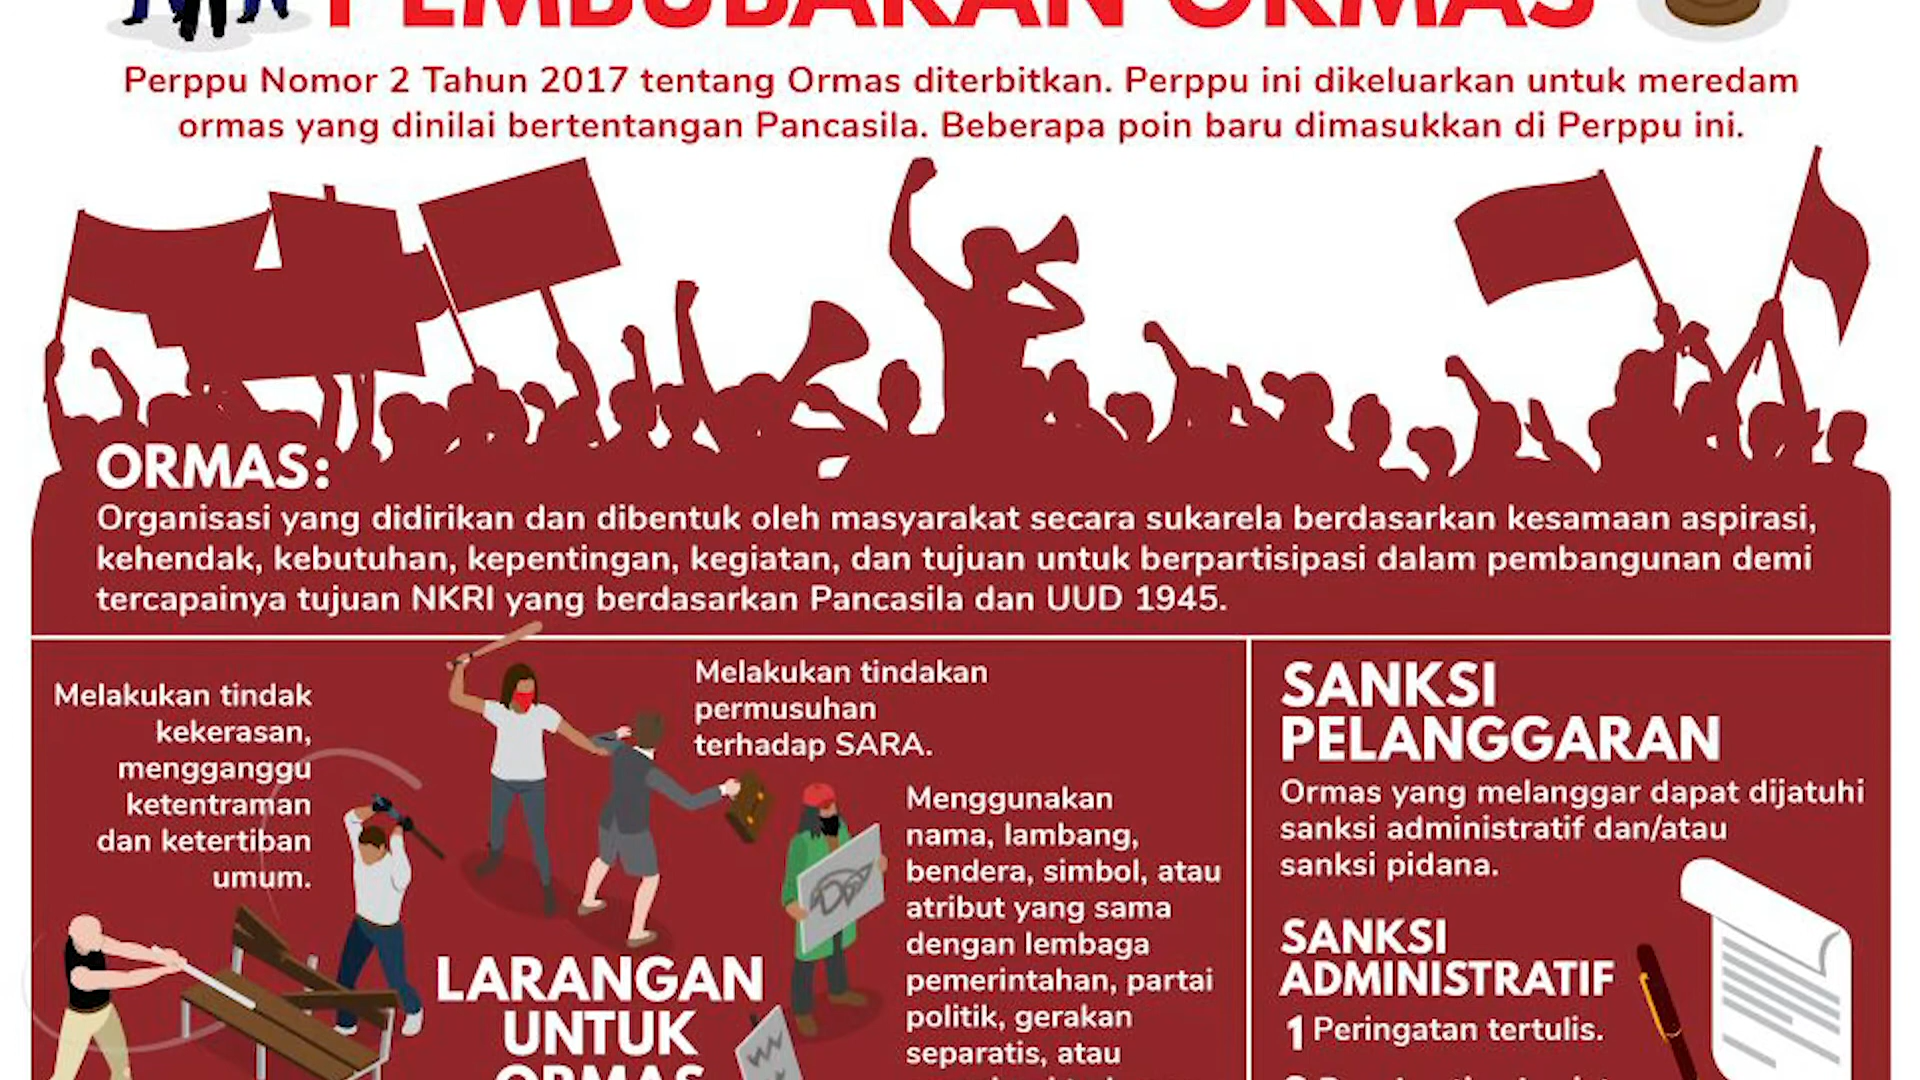 PEMBUBARAN ORMAS
Perppu Nomor 2 Tahun 2017 tentang Ormas diterbitkan. Perppu ini dikeluarkan untuk meredam
ormas yang dinilai bertentangan Pancasila. Beberapa poin baru dimasukkan di Perppu ini.
ORMAS:
Organisasi yang didirikan dan dibentuk oleh masyarakat secara sukarela berdasarkan kesamaan aspirasi,
kehendak, kebutuhan, kepentingan, kegiatan, dan tujuan untuk berpartisipasi dalam pembangunan demi
tercapainya tujuan NKRI yang berdasarkan Pancasila dan UUD 1945.
Melakukan tindak
kekerasan,
mengganggu
ketentraman
dan ketertiban
umum.
Melakukan tindakan
permusuhan
terhadap SARA.
Menggunakan
nama, lambang,
bendera, simbol, atau
atribut yang sama
dengan lembaga
pemerintahan, partai
politik, gerakan
separatis, atau
LARANGAN
UNTUK
ORMAS
SANKSI
PELANGGARAN
Ormas yang melanggar dapat dijatuhi
sanksi administratif dan/atau
sanksi pidana.
SANKSI
ADMINISTRATIF
1 Peringatan tertulis.